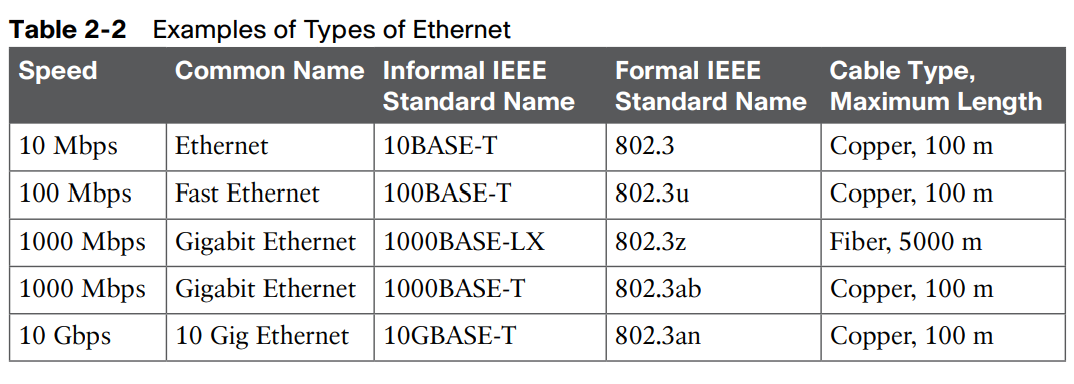 Table 2-2 Examples of Types of Ethernet
Speed Common Name Informal IEEE Standard Name Formal IEEE Standard Name Cable Type, Maximum Length
10 Mbps Ethernet 10BASE-T 802.3 Copper, 100 m
100 Mbps Fast Ethernet 100BASE-T 802.3u Copper, 100 m
1000 Mbps Gigabit Ethernet 1000BASE-LX 802.3z Fiber, 5000 m
1000 Mbps Gigabit Ethernet 1000BASE-T 802.3ab Copper, 100 m
10 Gbps 10 Gig Ethernet 10GBASE-T 802.3an Copper, 100 m